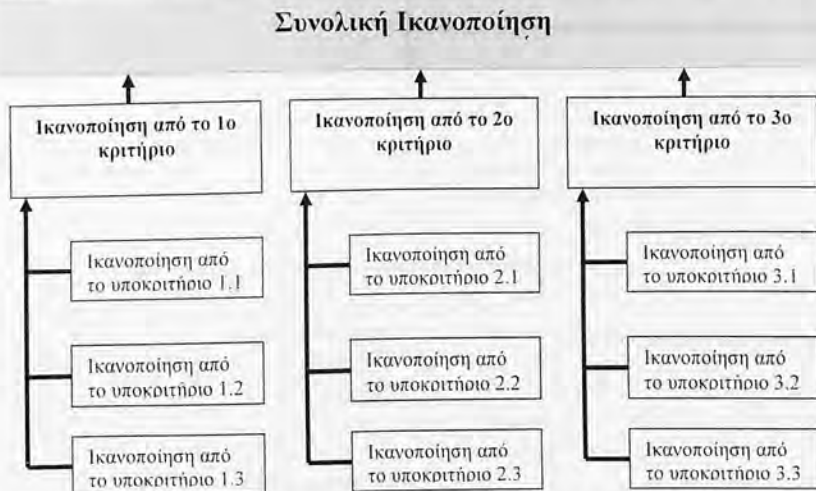 Συνολική Ικανοποίηση
Ικανοποίηση από το 1ο
κριτήριο
Ικανοποίηση από
το υποκριτήριο 1.1
Ικανοποίηση από
το υποκριτήριο 1.2
Ικανοποίηση από
το υποκριτήριο 1.3
Ικανοποίηση από το 2ο
κριτήριο
Ικανοποίηση από
το υποκριτήριο 2.1
Ικανοποίηση από
το υποκριτήριο 2.2
Ικανοποίηση από
το υποκριτήριο 2.3
Ικανοποίηση από το 3ο
κριτήριο
Ικανοποίηση από
το υποκριτήριο 3.1
Ικανοποίηση από
το υποκριτήριο 3.2
Ικανοποίηση από
το υποκριτήριο 3.3